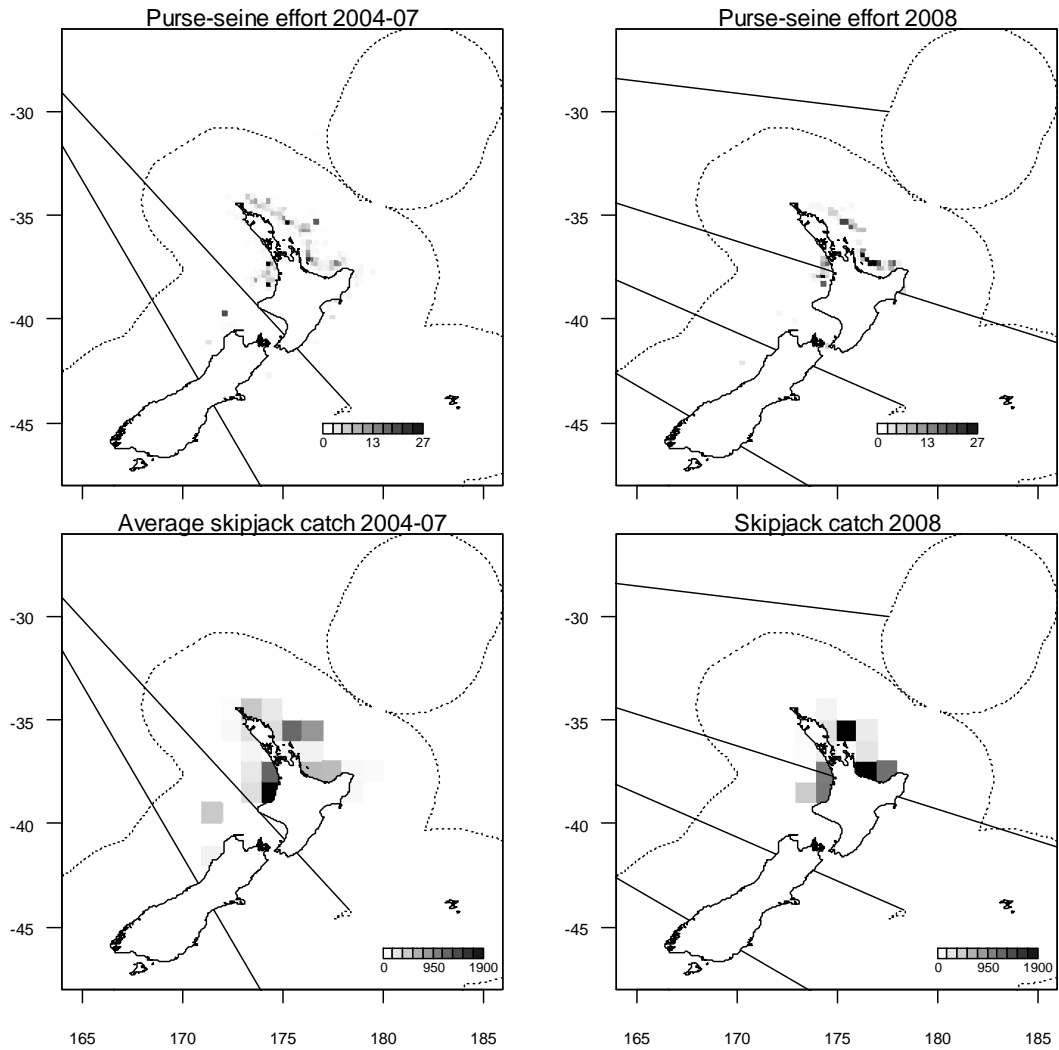 Purse-seine effort 2004-07
Purse-seine effort 2008
-30
-35
-40
-45
0 13 27
-30
-35
-40
-45
0 13 27
165 170 175 180 185
165 170 175 180 185
Average skipjack catch 2004-07
Skipjack catch 2008
-30
-35
-40
-45
0 950 1900
-30
-35
-40
-45
0 950 1900